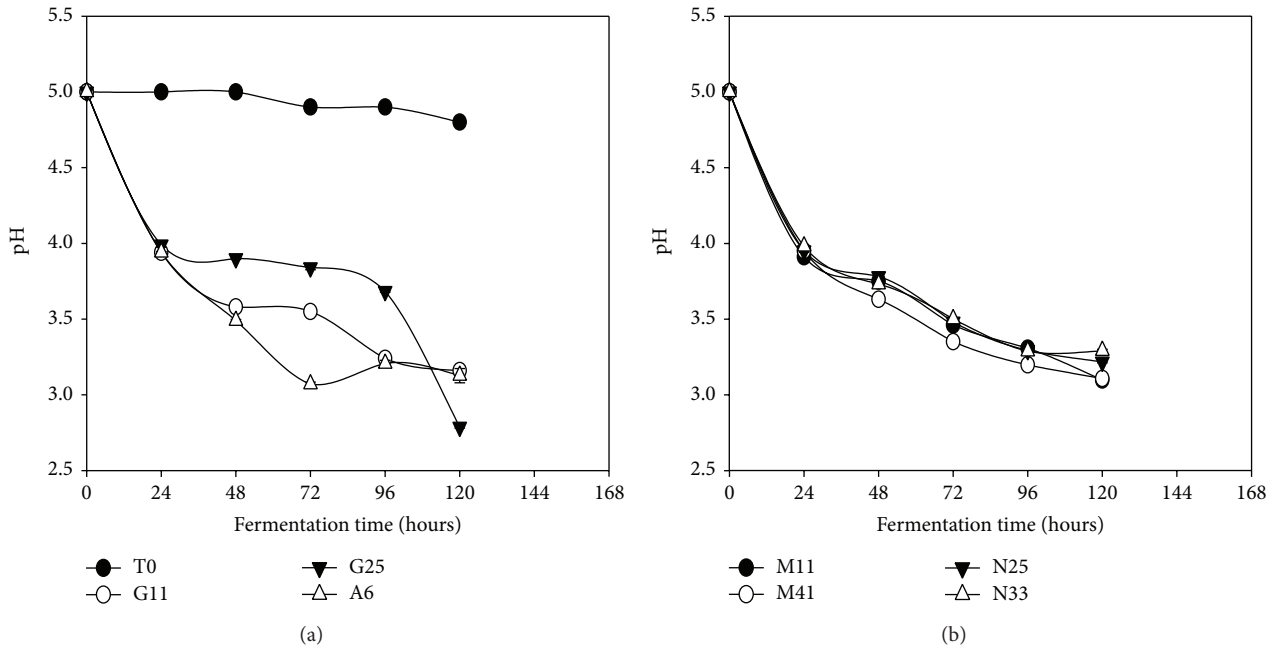 5.5
5.0
4.5
4.0
3.5
3.0
2.5
pH
0 24 48 72 96 120 144 168
Fermentation time (hours)
T0 G25
G11 A6
(a)
5.5
5.0
4.5
4.0
3.5
3.0
2.5
pH
0 24 48 72 96 120 144 168
Fermentation time (hours)
M11 N25
M41 N33
(b)